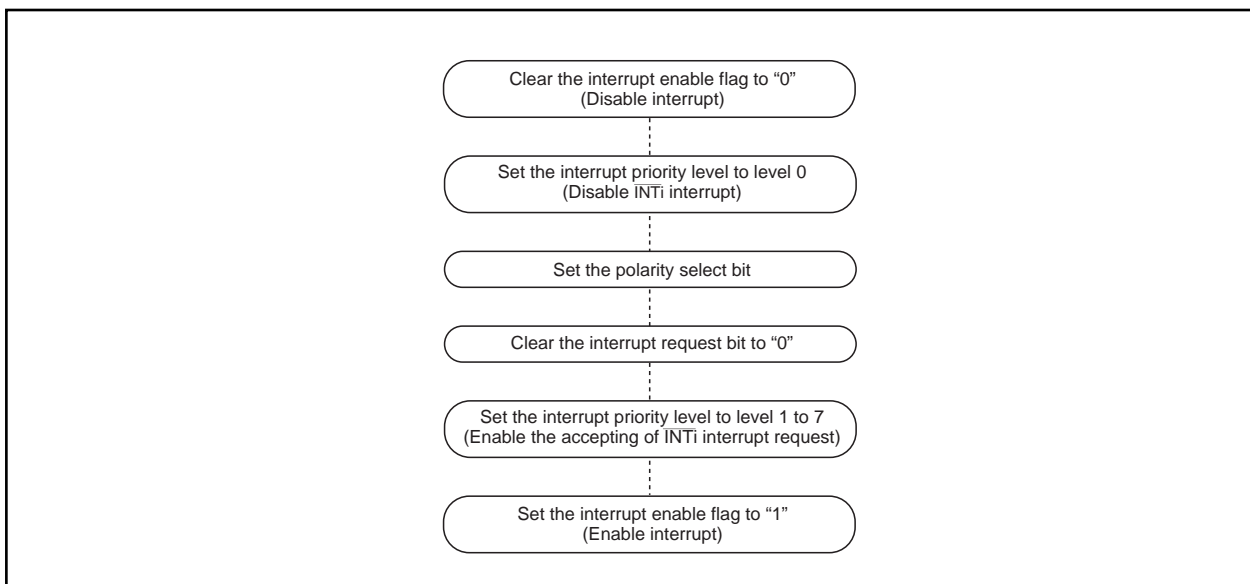 Clear the interrupt enable flag to “0”
(Disable interrupt)
Set the interrupt priority level to level 0
(Disable I̅N̅T̅i̅ interrupt)
Set the polarity select bit
Clear the interrupt request bit to “0”
Set the interrupt priority level to level 1 to 7
(Enable the accepting of I̅N̅T̅i̅ interrupt request)
Set the interrupt enable flag to “1”
(Enable interrupt)